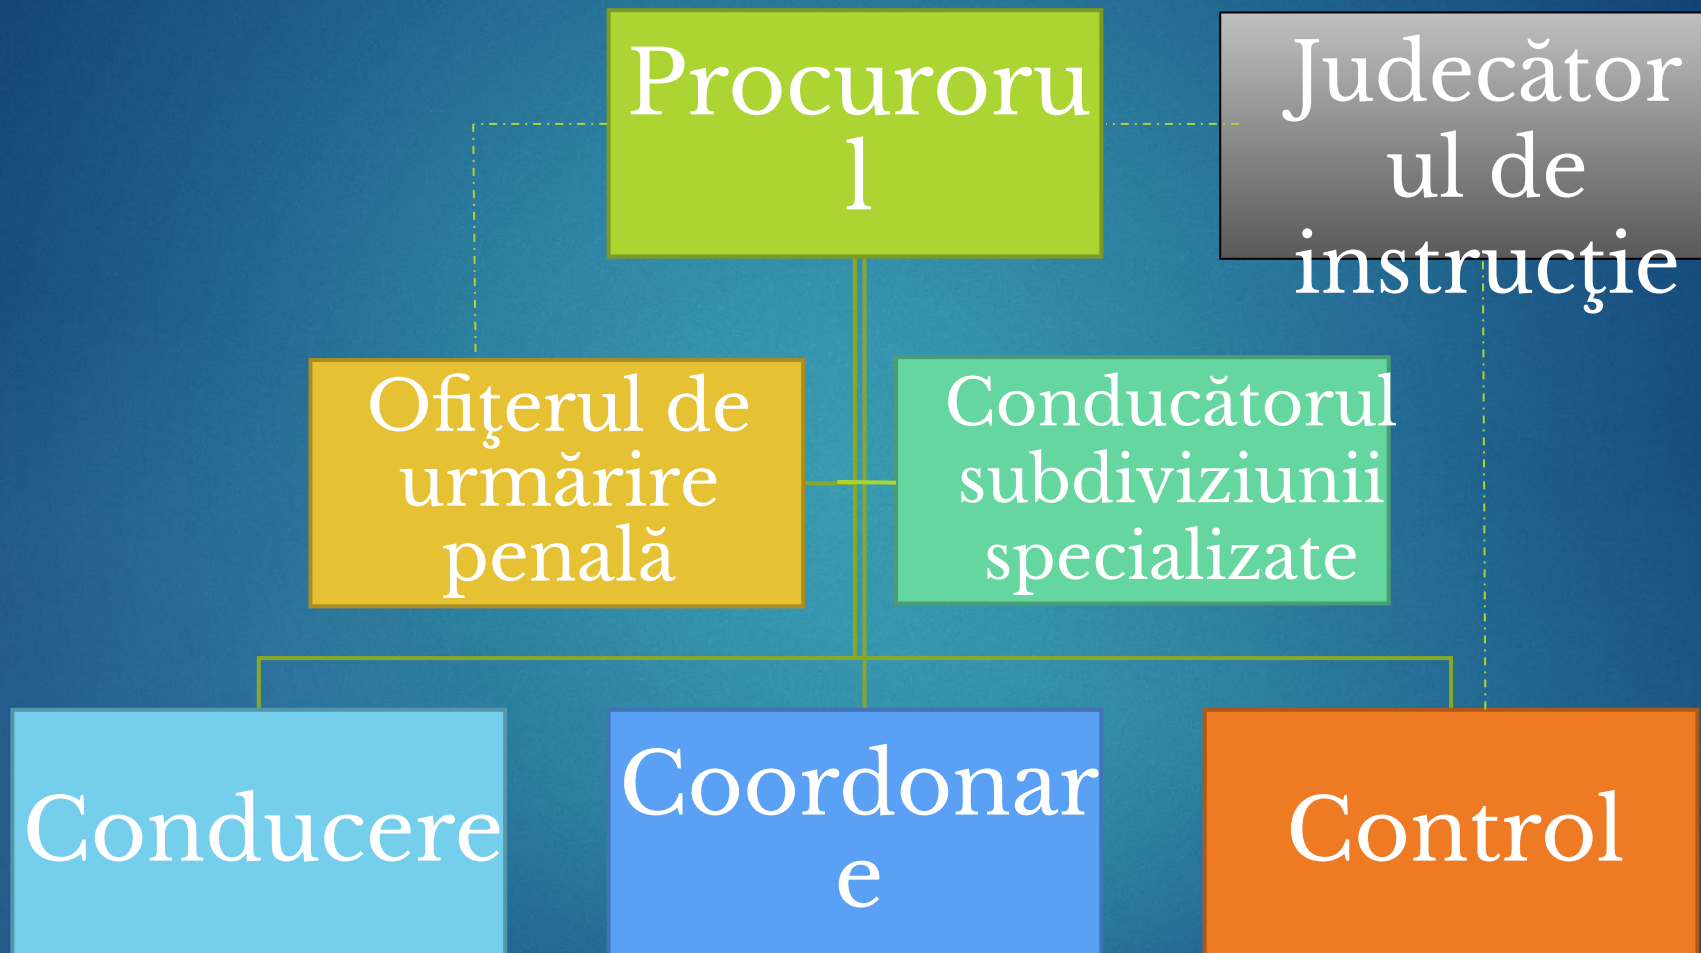 Procuroru
l
Judecător
ul de
instrucţie
Ofiţerul de
urmărire
penală
Conducătorul
subdiviziunii
specializate
Conducere
Coordonar
e
Control